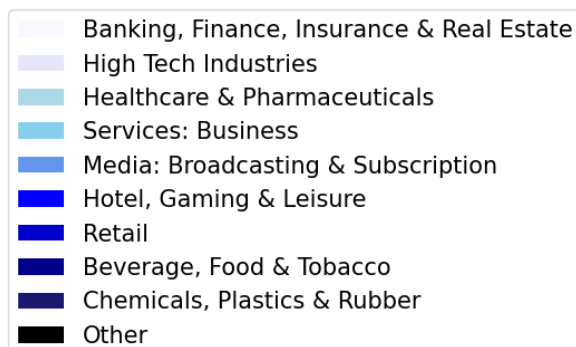 Banking, Finance, Insurance & Real Estate
High Tech Industries
Healthcare & Pharmaceuticals
Services: Business
Media: Broadcasting & Subscription
Hotel, Gaming & Leisure
Retail
Beverage, Food & Tobacco
Chemicals, Plastics & Rubber
Other